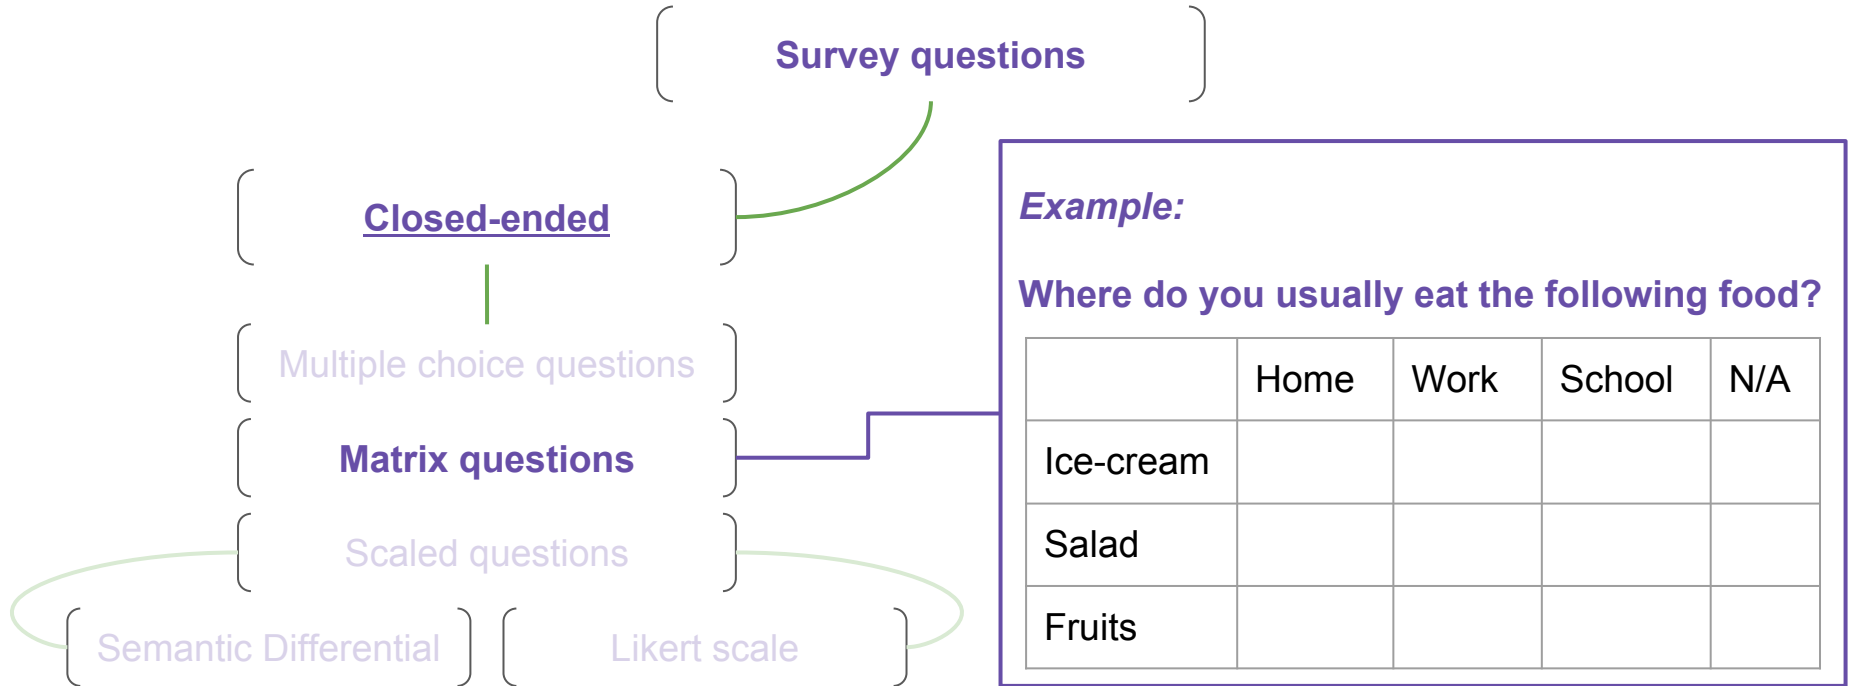 Survey questions
Closed-ended
Multiple choice questions
Matrix questions
Scaled questions
Semantic Differential
Likert scale
Example:
Where do you usually eat the following food?
Home Work School N/A
Ice-cream
Salad
Fruits